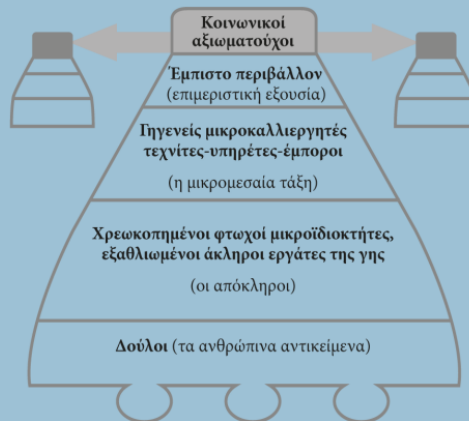 Κοινωνικοί
αξιωματούχοι
Έμπιστο περιβάλλον
(επιμεριστική εξουσία)
Γηγενείς μικροκαλλιεργητές
τεχνίτες-υπηρέτες-έμποροι
(η μικρομεσαία τάξη)
Χρεωκοπημένοι φτωχοί μικροϊδιοκτήτες,
εξαθλιωμένοι άκληροι εργάτες της γης
(οι απόκληροι)
Δούλοι (τα ανθρώπινα αντικείμενα)